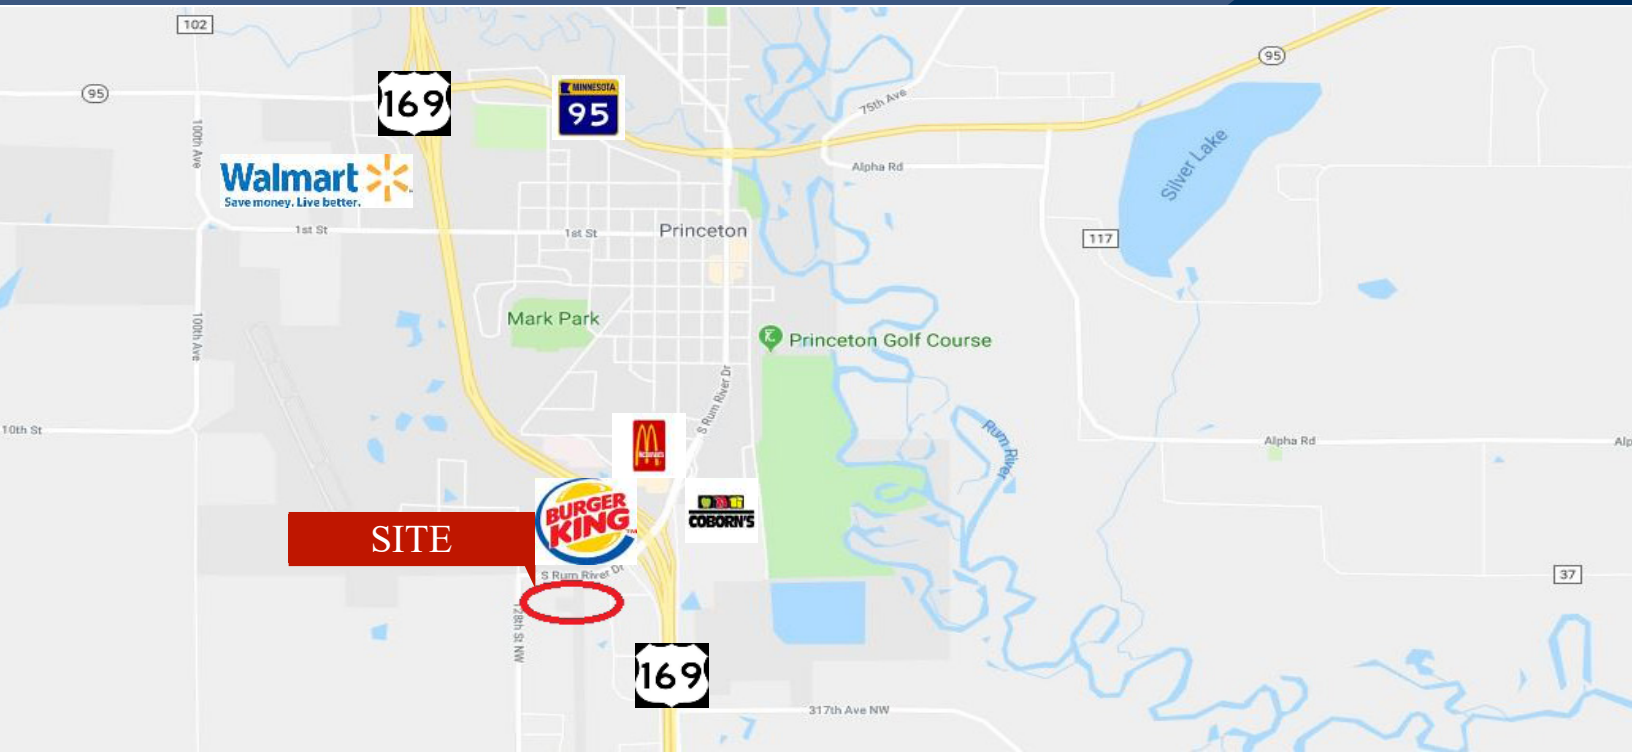 102
95
95
169
MINNESOTA
95
75th Ave
100th Ave
Alpha Rd
Silver Lake
Walmart
Save money. Live better.
1st St
1st St
Princeton
117
Mark Park
100th Ave
Princeton Golf Course
S Rum River Dr
10th St
Rum River
Alpha Rd
Alp
McDonald's
BURGER
KING
COBORN'S
SITE
S Rum River Dr
37
128th St NW
169
317th Ave NW